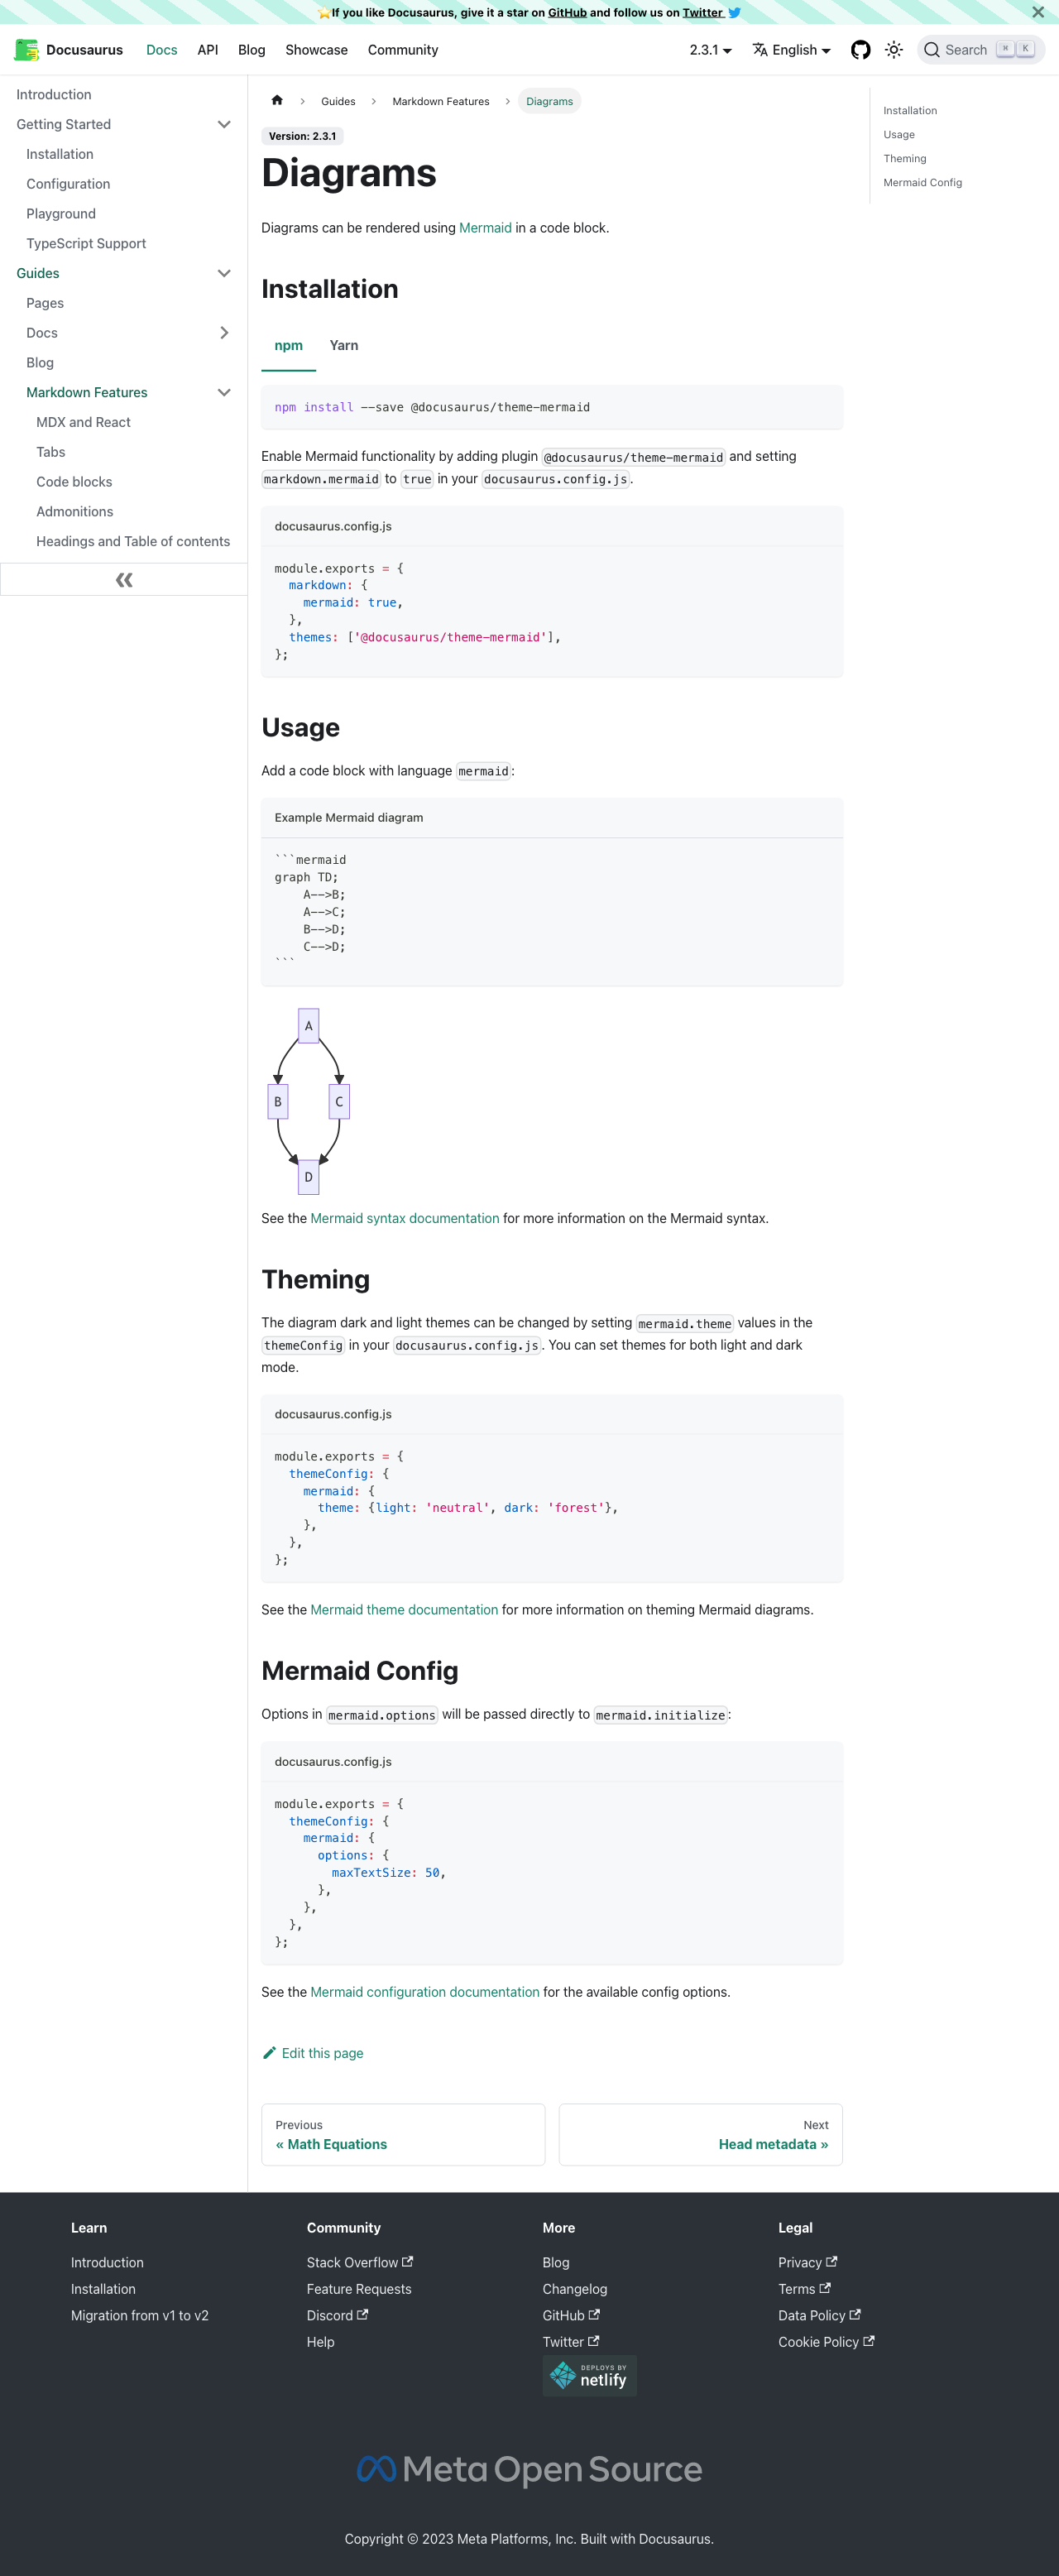 ⭐️If you like Docusaurus, give it a star on GitHub and follow us on Twitter
Docusaurus Docs API Blog Showcase Community 2.3.1 English Search ⌘ K
Introduction
Getting Started
Installation
Configuration
Playground
TypeScript Support
Guides
Pages
Docs
Blog
Markdown Features
MDX and React
Tabs
Code blocks
Admonitions
Headings and Table of contents
Guides Markdown Features Diagrams
Version: 2.3.1
Diagrams
Diagrams can be rendered using Mermaid in a code block.
Installation
npm Yarn
npm install --save @docusaurus/theme-mermaid
Enable Mermaid functionality by adding plugin @docusaurus/theme-mermaid and setting
markdown.mermaid to true in your docusaurus.config.js.
docusaurus.config.js
module.exports = {
  markdown: {
    mermaid: true,
  },
  themes: ['@docusaurus/theme-mermaid'],
};
Usage
Add a code block with language mermaid:
Example Mermaid diagram
```mermaid
graph TD;
    A-->B;
    A-->C;
    B-->D;
    C-->D;
```
A
B C
D
See the Mermaid syntax documentation for more information on the Mermaid syntax.
Theming
The diagram dark and light themes can be changed by setting mermaid.theme values in the
themeConfig in your docusaurus.config.js. You can set themes for both light and dark
mode.
docusaurus.config.js
module.exports = {
  themeConfig: {
    mermaid: {
      theme: {light: 'neutral', dark: 'forest'},
    },
  },
};
See the Mermaid theme documentation for more information on theming Mermaid diagrams.
Mermaid Config
Options in mermaid.options will be passed directly to mermaid.initialize:
docusaurus.config.js
module.exports = {
  themeConfig: {
    mermaid: {
      options: {
        maxTextSize: 50,
      },
    },
  },
};
See the Mermaid configuration documentation for the available config options.
Edit this page
Previous
« Math Equations
Next
Head metadata »
Installation
Usage
Theming
Mermaid Config
Learn
Introduction
Installation
Migration from v1 to v2
Community
Stack Overflow
Feature Requests
Discord
Help
More
Blog
Changelog
GitHub
Twitter
DEPLOYS BY
netlify
Legal
Privacy
Terms
Data Policy
Cookie Policy
Meta Open Source
Copyright © 2023 Meta Platforms, Inc. Built with Docusaurus.